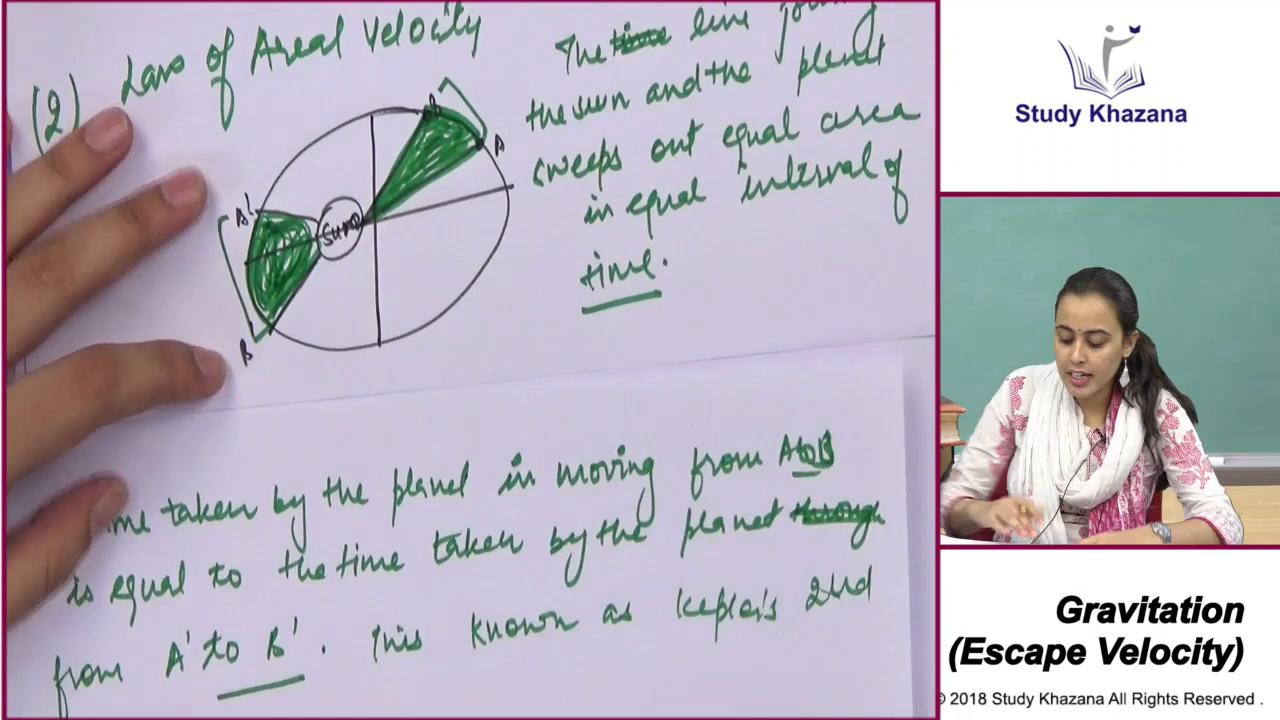 (2) Law of Areal Velocity
The time line joining
the sun and the planet
sweeps out equal area
in equal interval of
time.
B
A
A'
Sun
B
time taken by the planet in moving from A to B
is equal to the time taken by the planet through
from A' to B'. This known as Kepler's 2nd
Study Khazana
Gravitation
(Escape Velocity)
© 2018 Study Khazana All Rights Reserved .